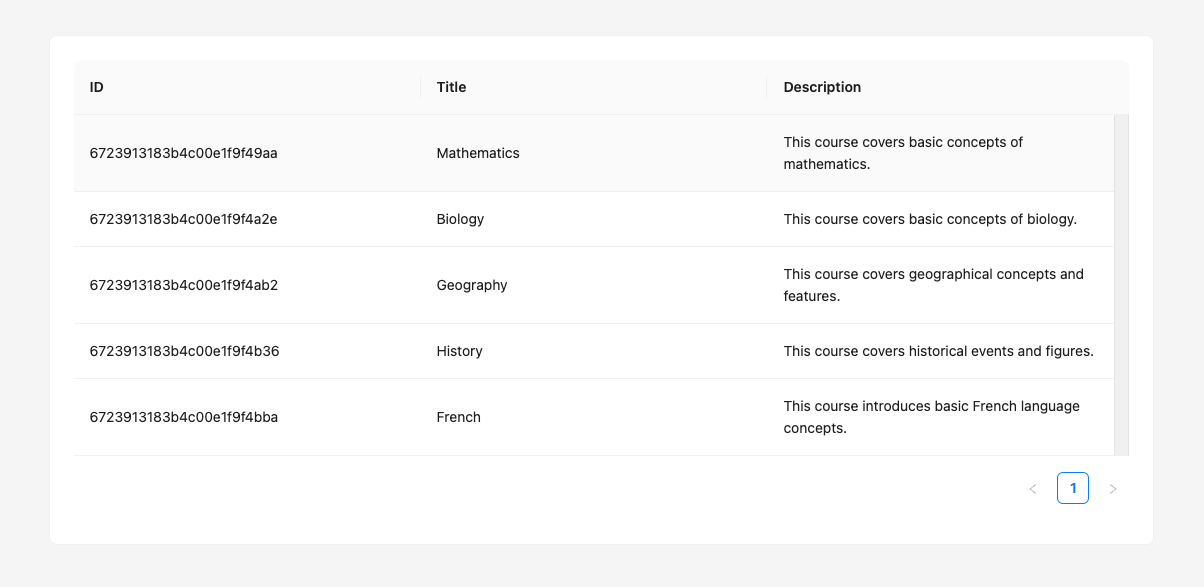 ID Title Description
6723913183b4c00e1f9f49aa Mathematics This course covers basic concepts of
mathematics.
6723913183b4c00e1f9f4a2e Biology This course covers basic concepts of biology.
6723913183b4c00e1f9f4ab2 Geography This course covers geographical concepts and
features.
6723913183b4c00e1f9f4b36 History This course covers historical events and figures.
6723913183b4c00e1f9f4bba French This course introduces basic French language
concepts.
< 1 >